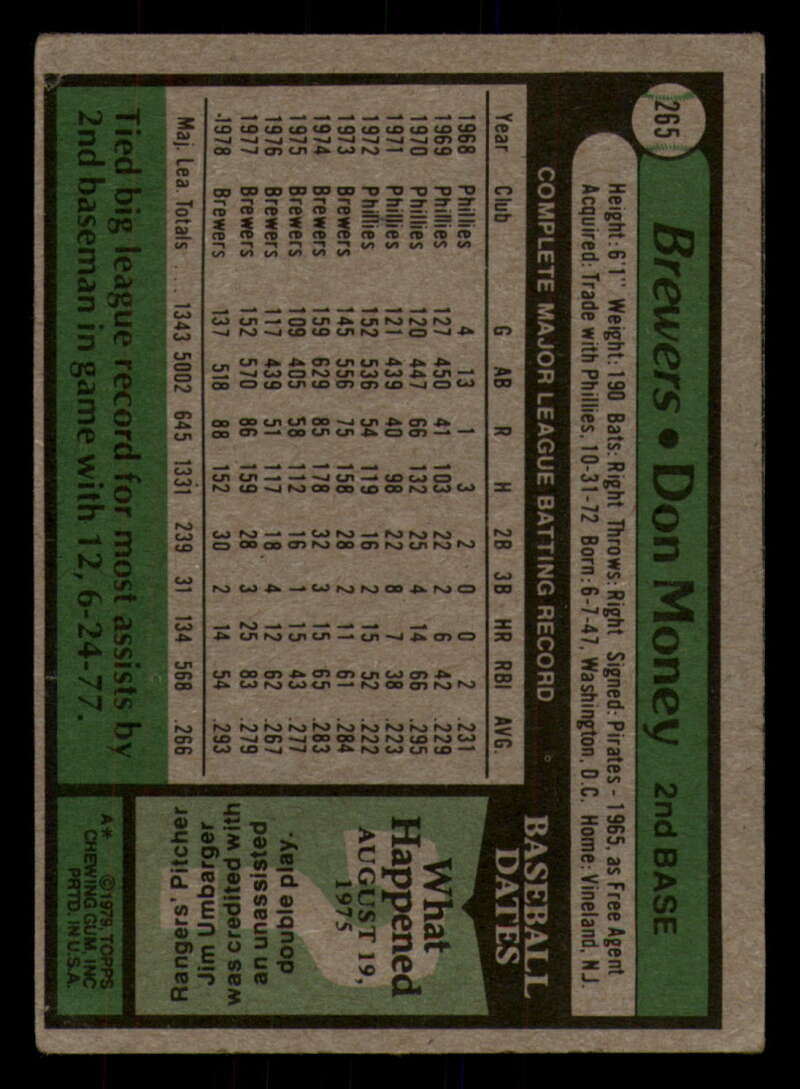 265
Brewers • Don Money 2nd BASE
Height: 6'1" Weight: 190 Bats: Right Throws: Right Signed: Pirates - 1965, as Free Agent
Acquired: Trade with Phillies, 10-31-72 Born: 6-7-47, Washington, D.C. Home: Vineland, N.J.
COMPLETE MAJOR LEAGUE BATTING RECORD
Year Club G AB R H 2B 3B HR RBI AVG.
1968 Phillies 4 13 1 3 2 0 0 2 .231
1969 Phillies 127 450 41 103 22 2 6 42 .229
1970 Phillies 120 447 66 132 25 4 14 66 .295
1971 Phillies 121 439 40 98 22 8 7 38 .223
1972 Phillies 152 536 54 119 16 2 15 52 .222
1973 Brewers 145 556 75 158 28 2 11 61 .284
1974 Brewers 159 629 85 178 32 3 15 65 .283
1975 Brewers 109 405 58 112 16 1 15 43 .277
1976 Brewers 117 439 51 117 18 4 12 62 .267
1977 Brewers 152 570 86 159 28 3 25 83 .279
1978 Brewers 137 518 88 152 30 2 14 54 .293
Maj. Lea. Totals .... 1343 5002 645 1331 239 31 134 568 .266
Tied big league record for most assists by
2nd baseman in game with 12, 6-24-77.
BASEBALL
DATES
What
Happened
AUGUST 19,
1975
Rangers' Pitcher
Jim Umbarger
was credited with
an unassisted
double play.
A** ©1979, TOPPS
CHEWING GUM, INC
PRTD. IN U.S.A.